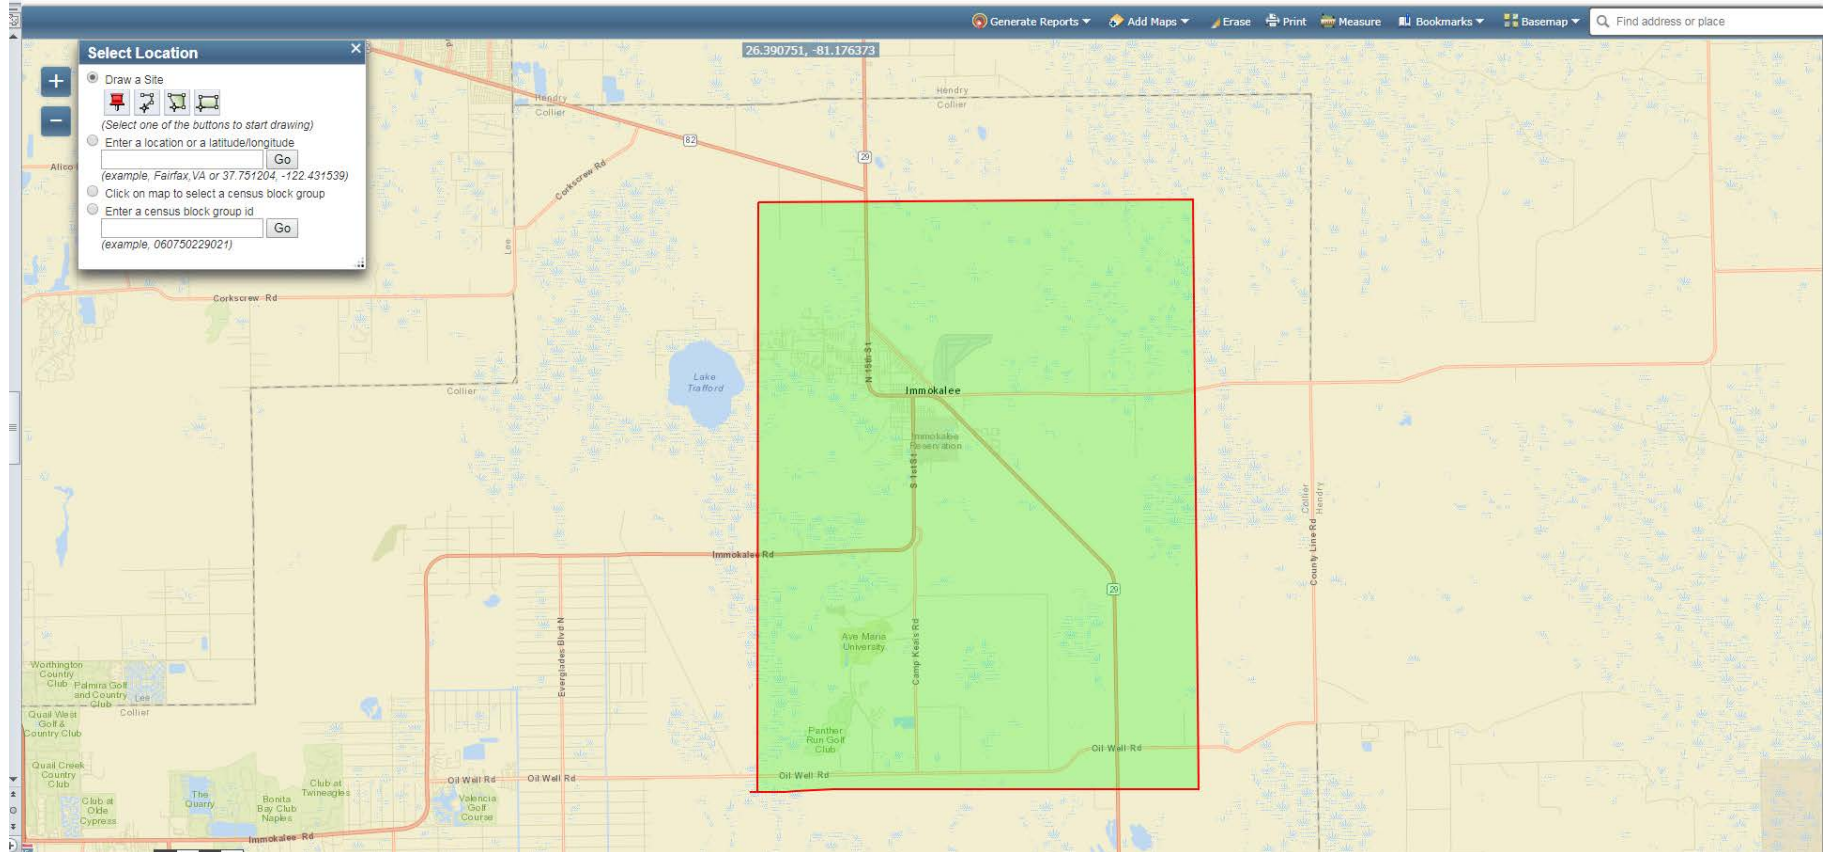 Generate Reports
Add Maps
Erase
Print
Measure
Bookmarks
Basemap
Find address or place
Select Location
Draw a Site
(Select one of the buttons to start drawing)
Enter a location or a latitude/longitude
Go
(example, Fairfax,VA or 37.751204, -122.431539)
Click on map to select a census block group
Enter a census block group id
Go
(example, 060750229021)
26.390751, -81.176373
Hendry
Collier
Hendry
Collier
82
29
Alico
Corkscrew Rd
Lee
Corkscrew Rd
Collier
Lake
Trafford
N 15th St
Immokalee
Immokalee
Reservation
S 1st St
Collier
Hendry
County Line Rd
Immokalee Rd
29
Everglades Blvd N
Ave Maria
University
Camp Keais Rd
Worthington
Country
Club
Palmira Golf
and Country
Club
Lee
Collier
Quail West
Golf &
Country Club
Panther
Run Golf
Club
Oil Well Rd
Quail Creek
Country
Club
Club at
Olde
Cypress
The
Quarry
Bonita
Bay Club
Naples
Club at
Twineagles
Oil Well Rd
Oil Well Rd
Oil Well Rd
Valencia
Golf
Course
Immokalee Rd